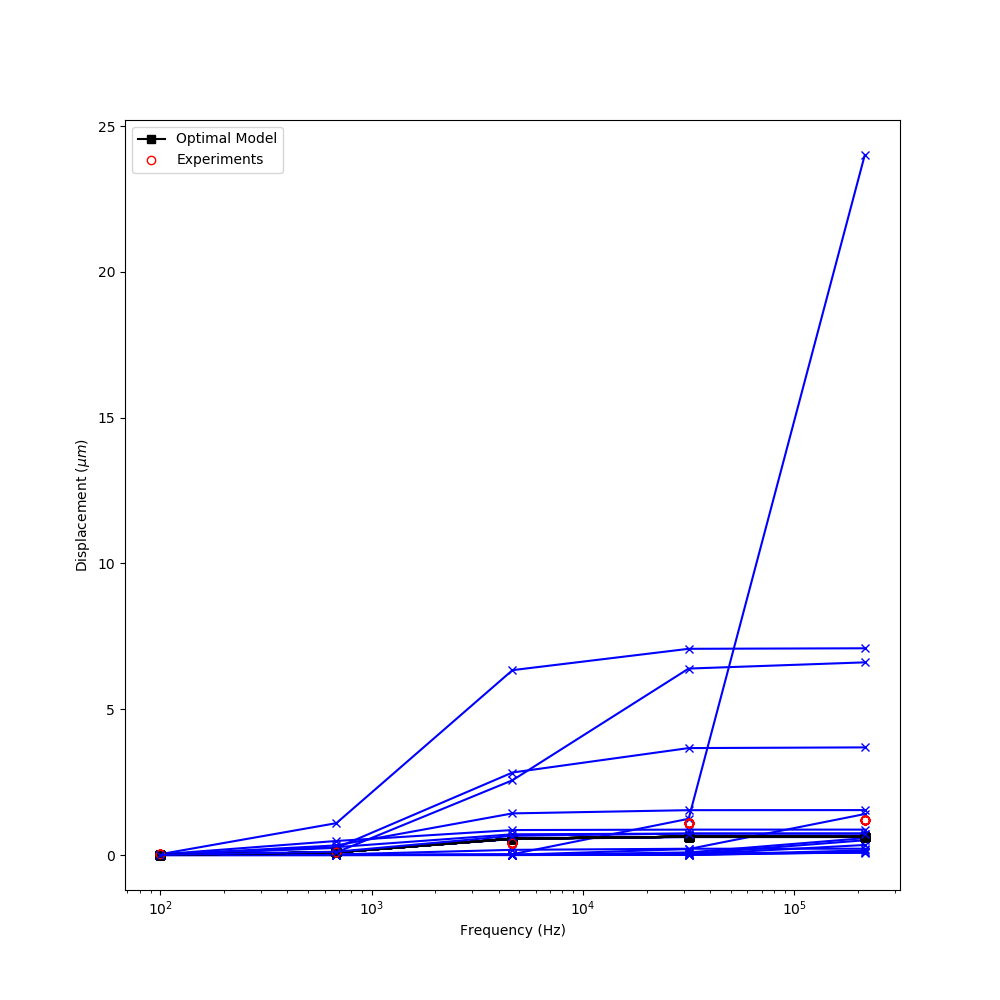 25
20
15
10
5
0
Displacement (μm)
Optimal Model
Experiments
10²
10³
10⁴
10⁵
Frequency (Hz)